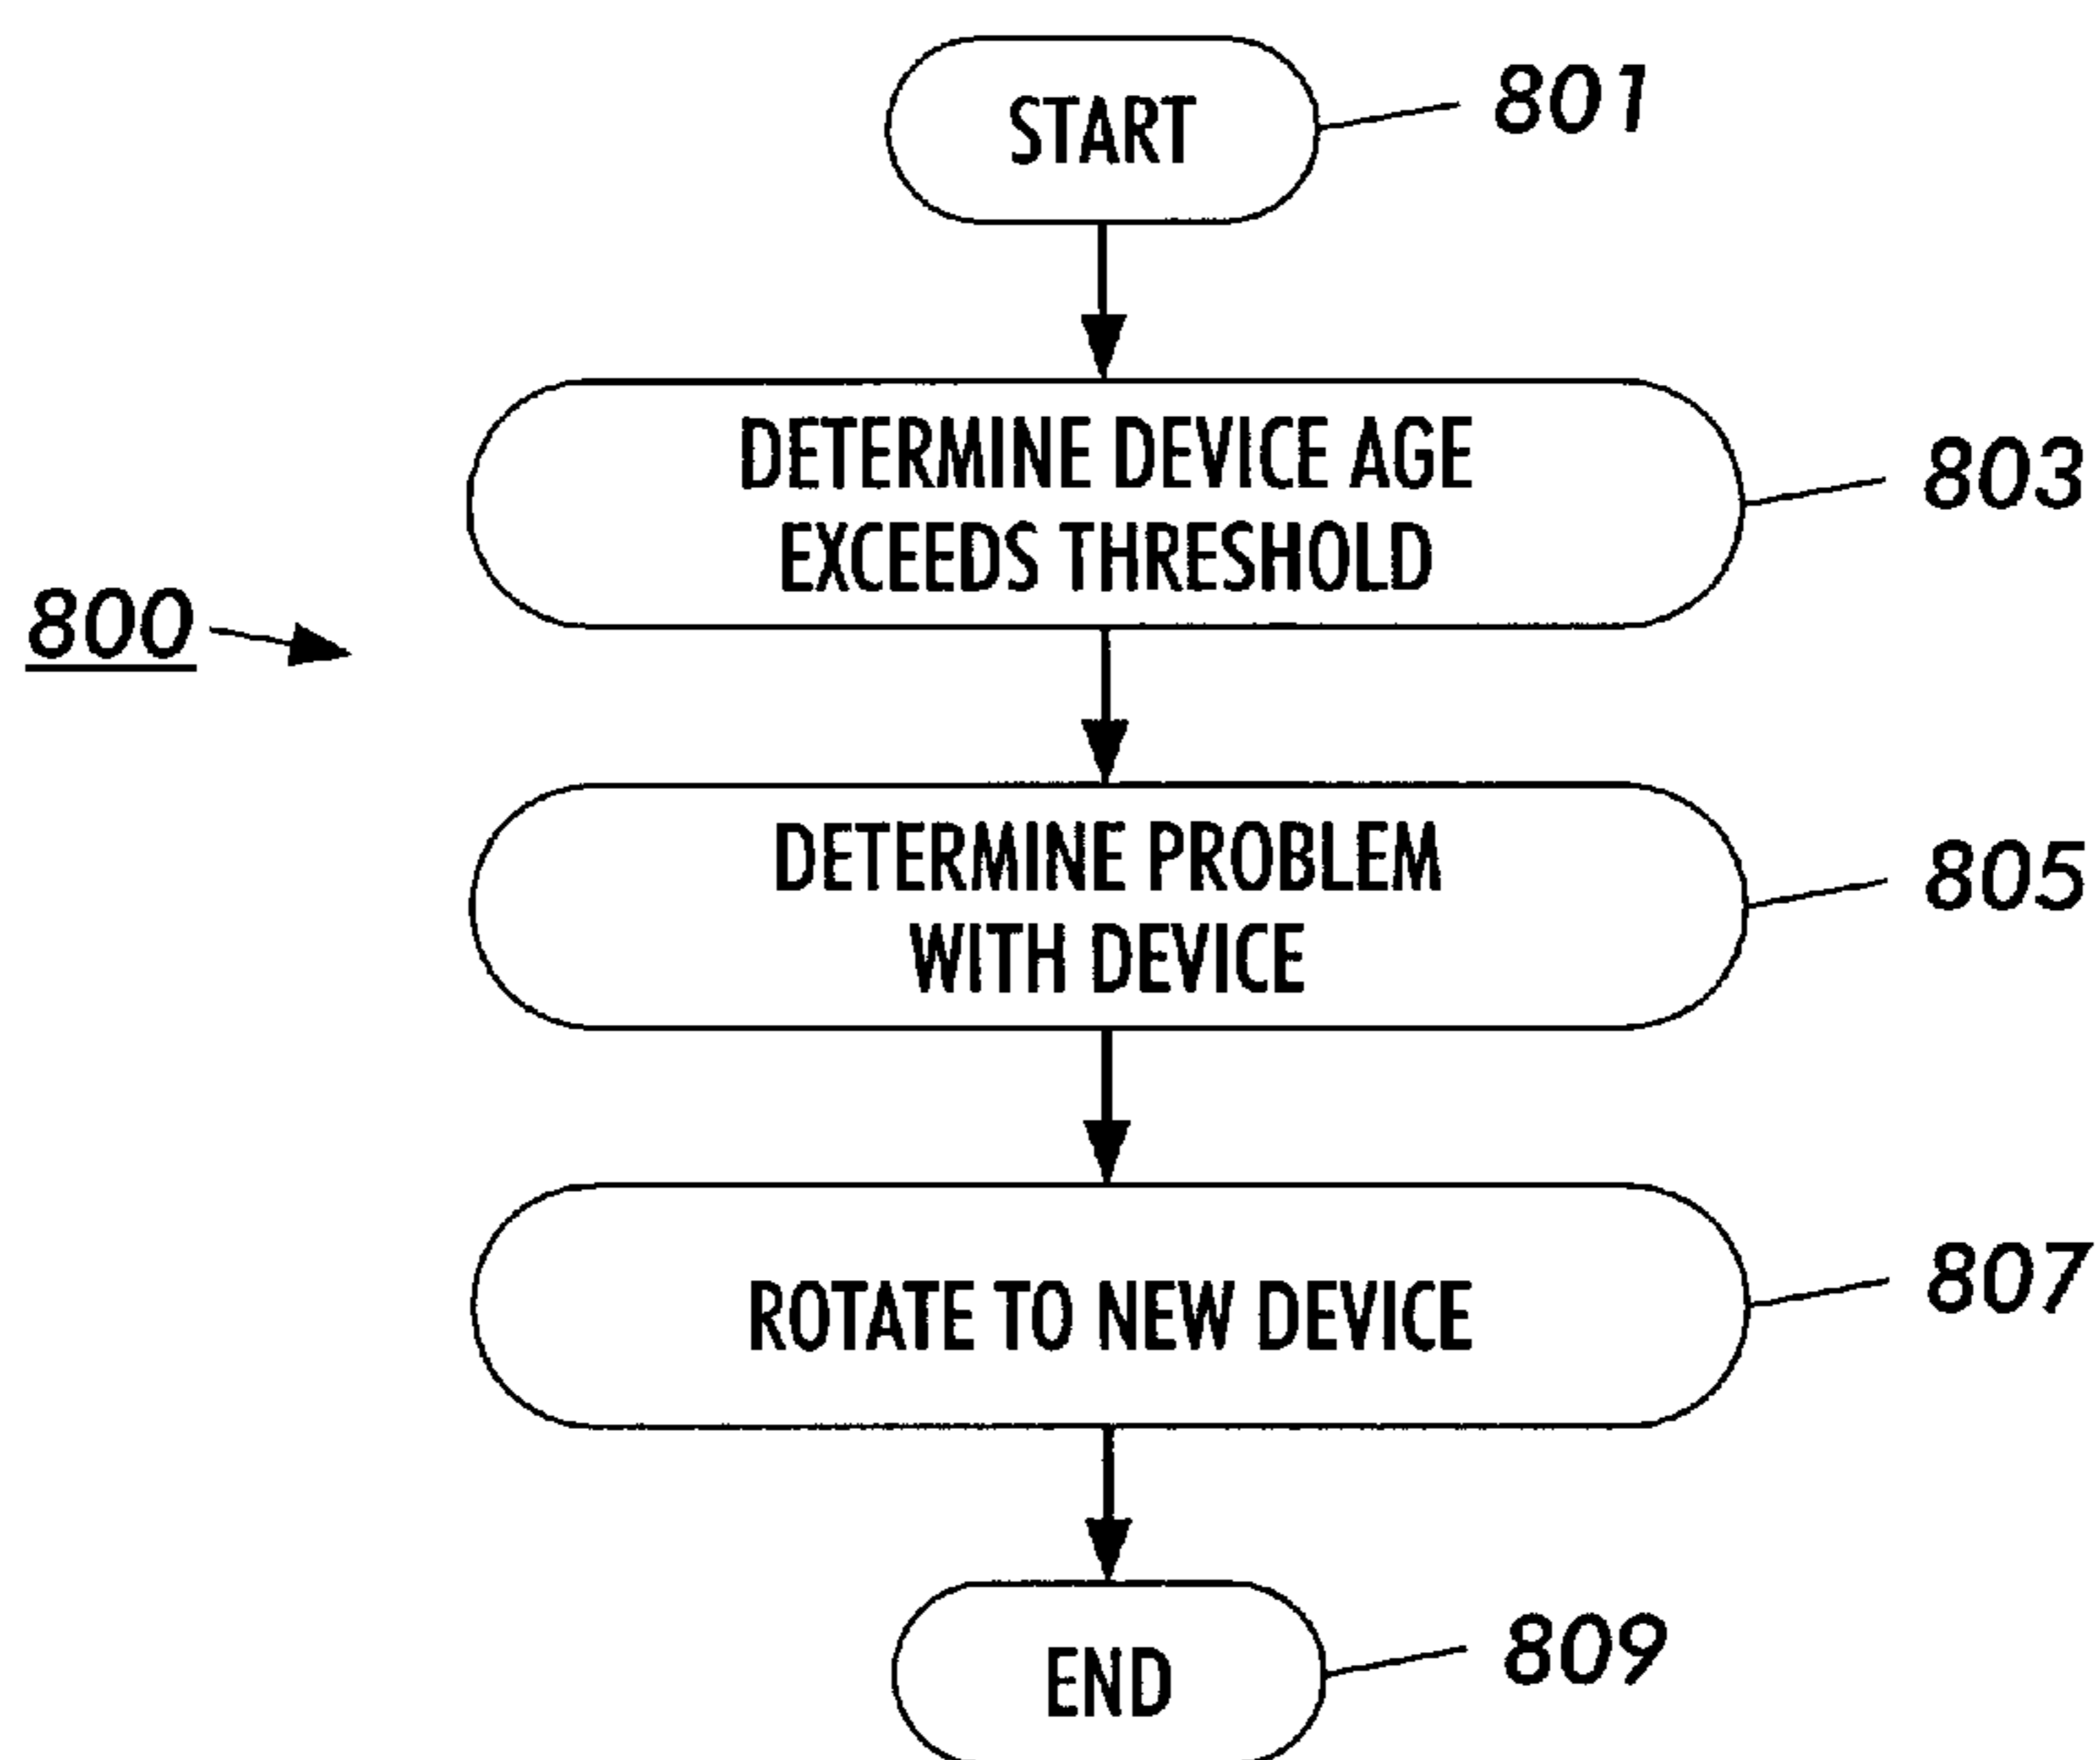 START
801
DETERMINE DEVICE AGE
EXCEEDS THRESHOLD
803
800
DETERMINE PROBLEM
WITH DEVICE
805
ROTATE TO NEW DEVICE
807
END
809